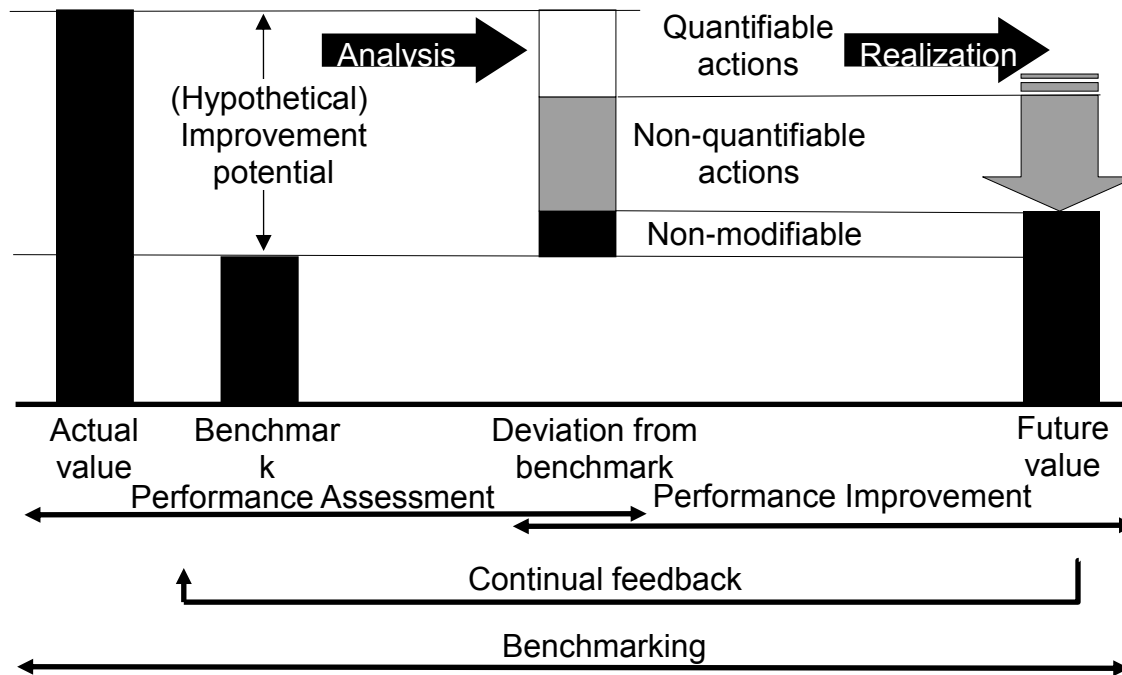 Analysis
Quantifiable
actions
Realization
(Hypothetical)
Improvement
potential
Non-quantifiable
actions
Non-modifiable
Actual
value
Benchmar
k
Deviation from
benchmark
Future
value
Performance Assessment
Performance Improvement
Continual feedback
Benchmarking